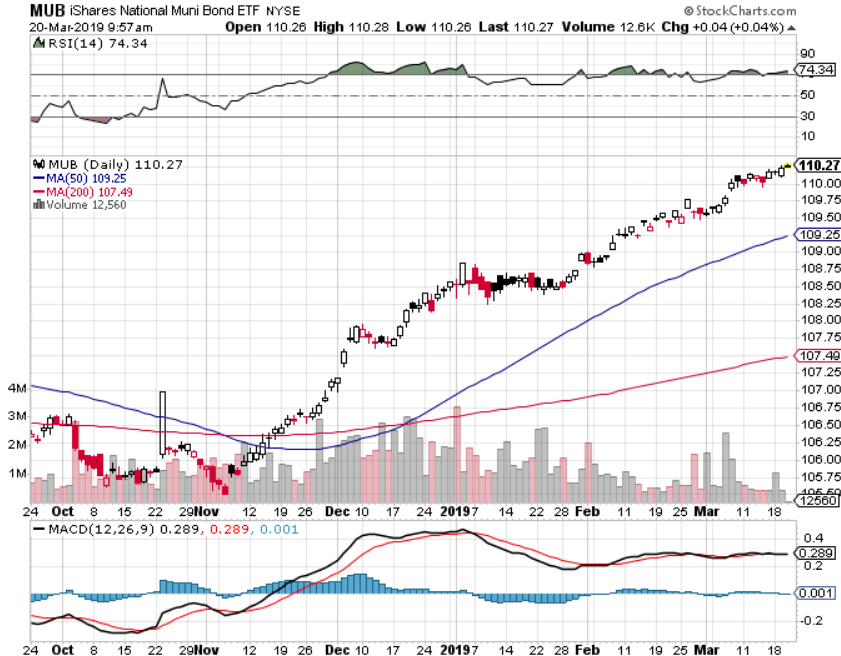 MUB iShares National Muni Bond ETF NYSE
© StockCharts.com
20-Mar-2019 9:57am
Open 110.26 High 110.28 Low 110.26 Last 110.27 Volume 12.6K Chg +0.04 (+0.04%)
RSI(14) 74.34
90
74.34
50
30
10
MUB (Daily) 110.27
MA(50) 109.25
MA(200) 107.49
Volume 12,560
110.27
110.00
109.75
109.50
109.25
109.00
108.75
108.50
108.25
108.00
107.75
107.49
107.25
107.00
106.75
106.50
106.25
106.00
105.75
105.50
12560
4M
3M
2M
1M
24 Oct 8 15 22 29 Nov 12 19 26 Dec 10 17 24 2019 7 14 22 28 Feb 11 19 25 Mar 11 18
MACD(12,26,9) 0.289, 0.289, 0.001
0.4
0.289
0.2
0.001
-0.2
24 Oct 8 15 22 29 Nov 12 19 26 Dec 10 17 24 2019 7 14 22 28 Feb 11 19 25 Mar 11 18